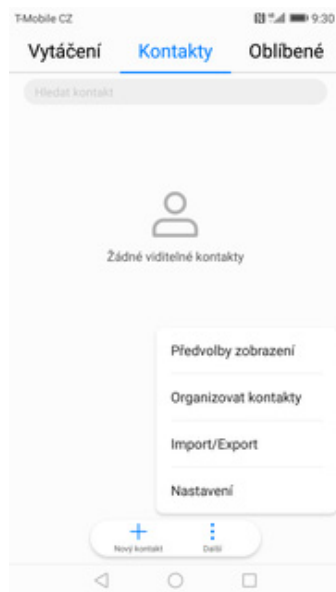 T-Mobile CZ 9:30
Vytáčení Kontakty Oblíbené
Hledat kontakt
Žádné viditelné kontakty
Předvolby zobrazení
Organizovat kontakty
Import/Export
Nastavení
Nový kontakt Další